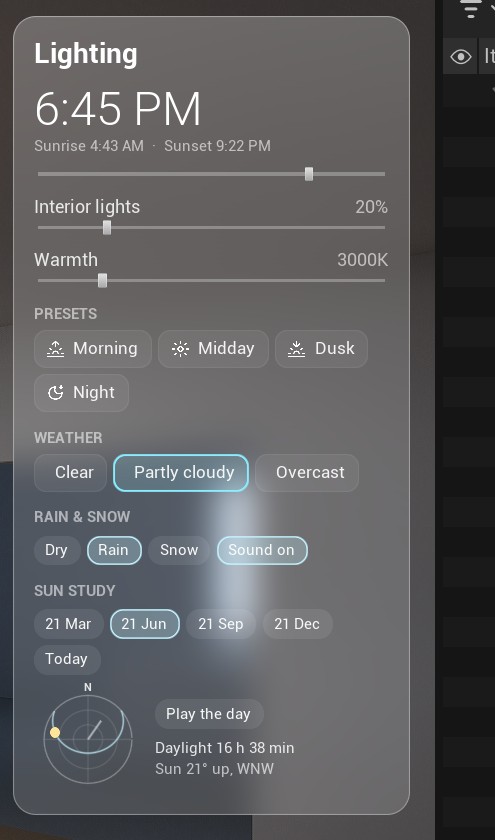 Lighting
6:45 PM
Sunrise 4:43 AM · Sunset 9:22 PM
Interior lights 20%
Warmth 3000K
PRESETS
Morning Midday Dusk
Night
WEATHER
Clear Partly cloudy Overcast
RAIN & SNOW
Dry Rain Snow Sound on
SUN STUDY
21 Mar 21 Jun 21 Sep 21 Dec
Today
N
Play the day
Daylight 16 h 38 min
Sun 21° up, WNW